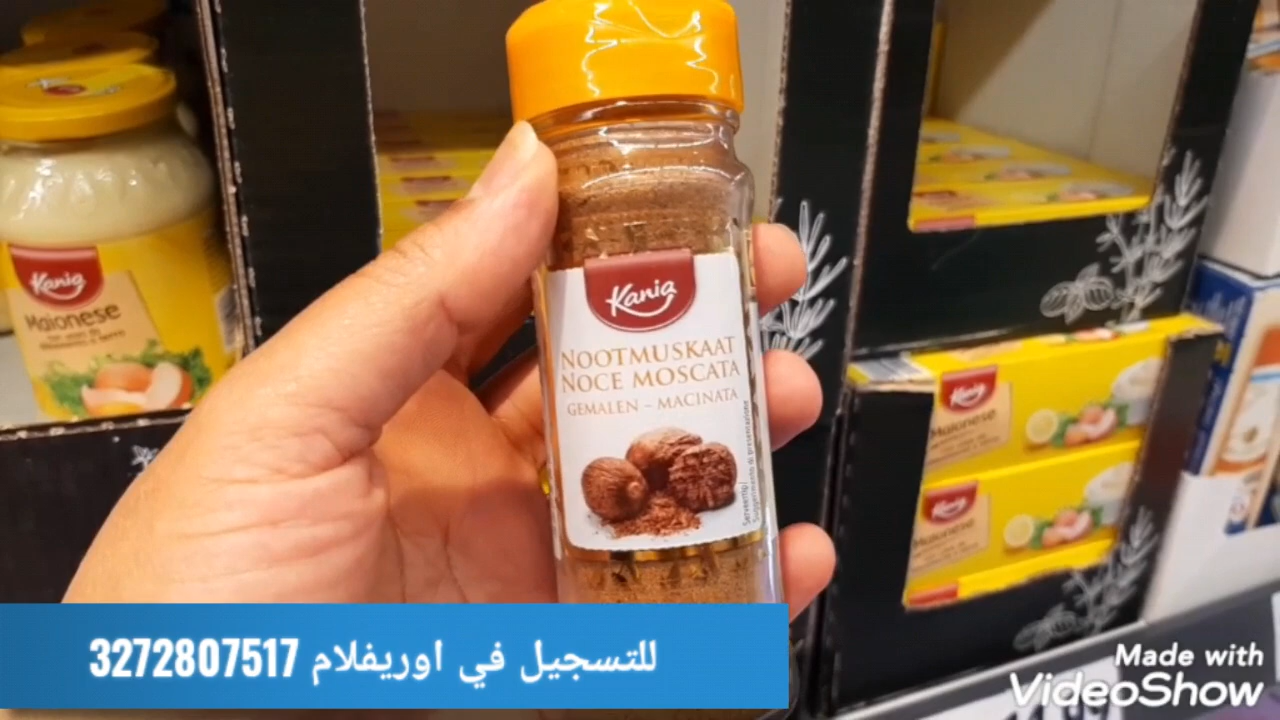 Kania
NOOTMUSKAAT
NOCE MOSCATA
GEMALEN – MACINATA
Kania
Maionese
Kania
Maionese
Kania
Maionese
للتسجيل في اوريفلام 3272807517
Made with
VideoShow